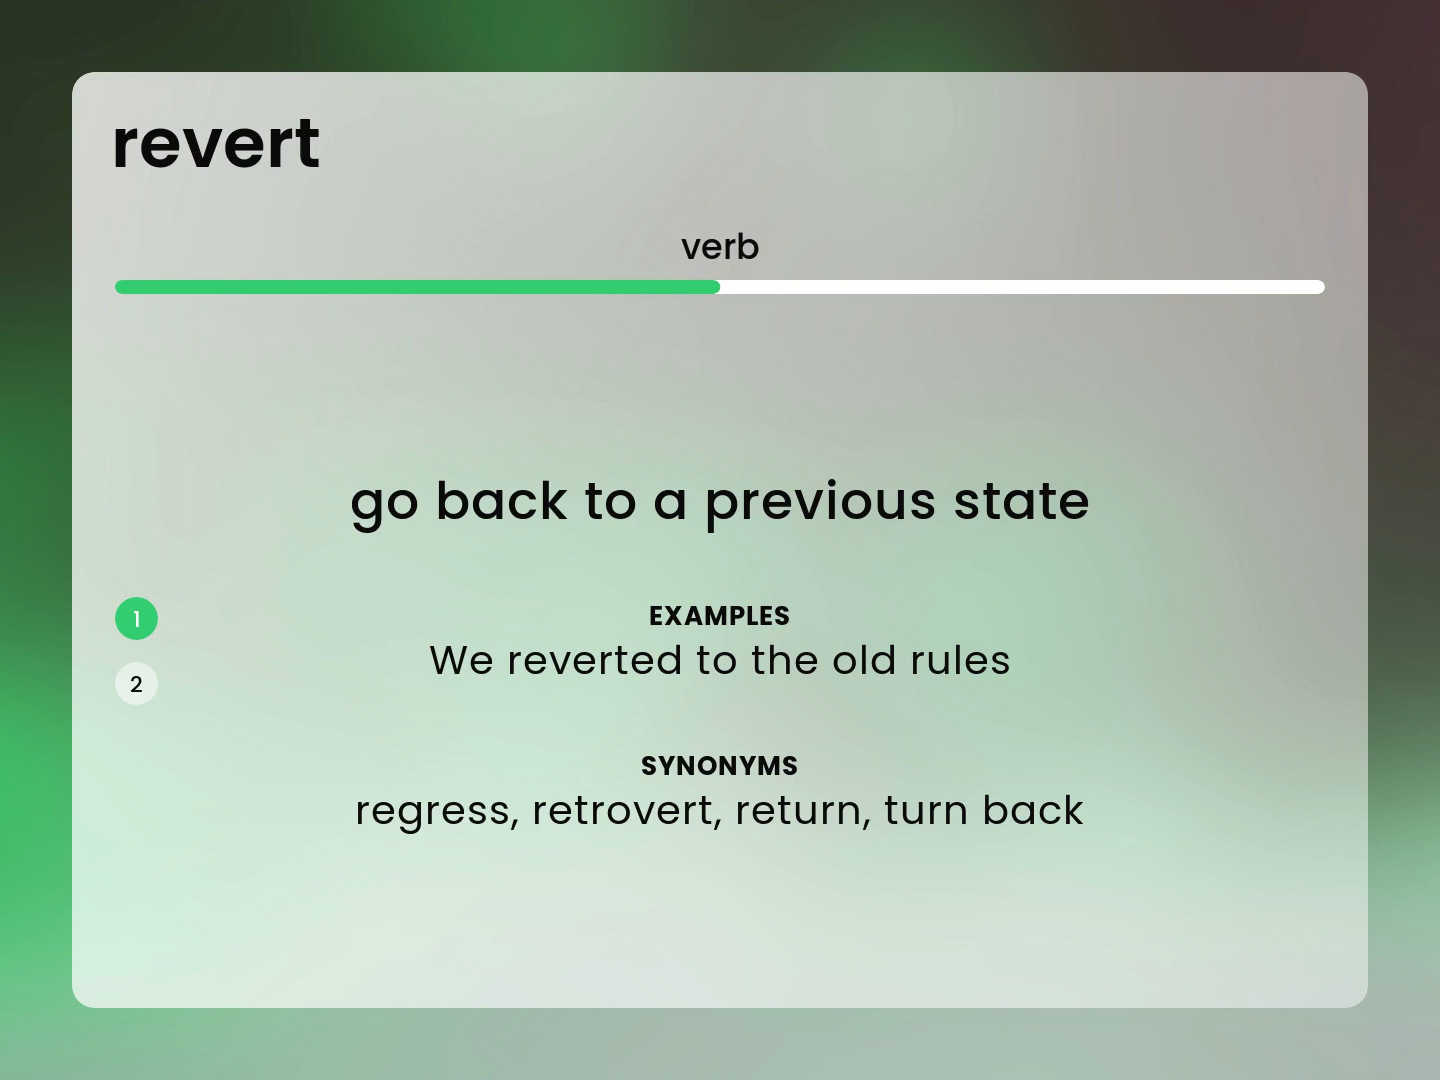 revert
verb
go back to a previous state
1
EXAMPLES
We reverted to the old rules
2
SYNONYMS
regress, retrovert, return, turn back